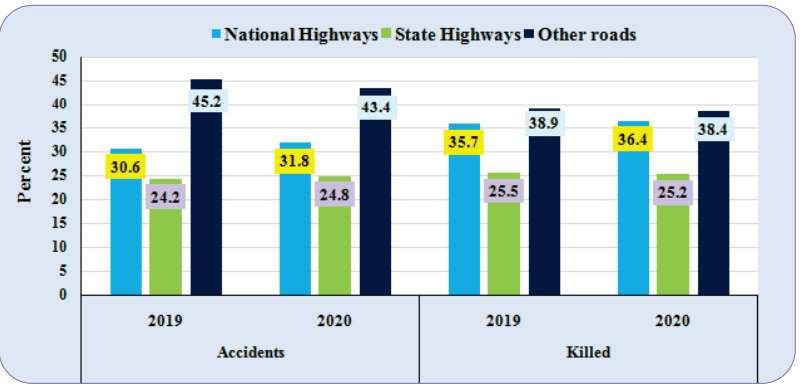 National Highways State Highways Other roads
50
45
40
35
30
25
20
15
10
5
0
Percent
30.6 24.2 45.2 31.8 24.8 43.4 35.7 25.5 38.9 36.4 25.2 38.4
2019 2020 2019 2020
Accidents Killed